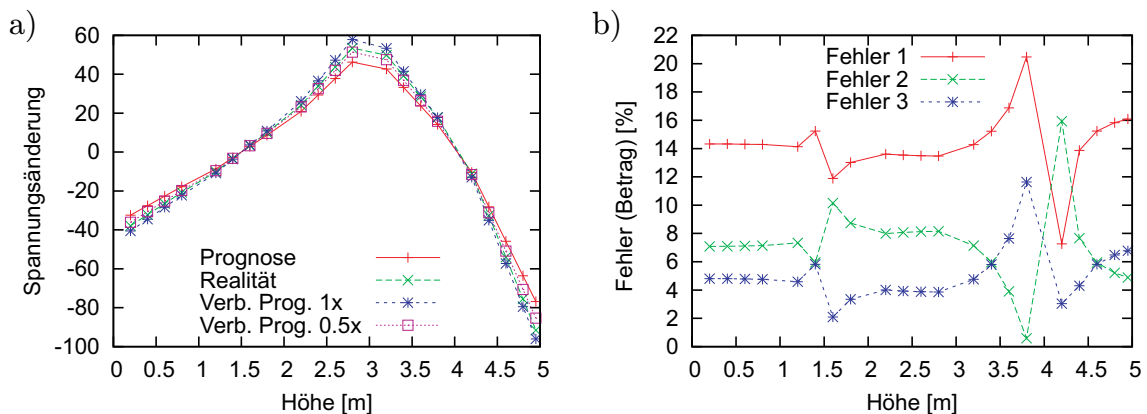 a)
60
40
20
0
-20
-40
-60
-80
-100
Spannungsänderung
Prognose
Realität
Verb. Prog. 1x
Verb. Prog. 0.5x
0 0.5 1 1.5 2 2.5 3 3.5 4 4.5 5
Höhe [m]
b)
22
20
18
16
14
12
10
8
6
4
2
0
Fehler (Betrag) [%]
Fehler 1
Fehler 2
Fehler 3
0 0.5 1 1.5 2 2.5 3 3.5 4 4.5 5
Höhe [m]